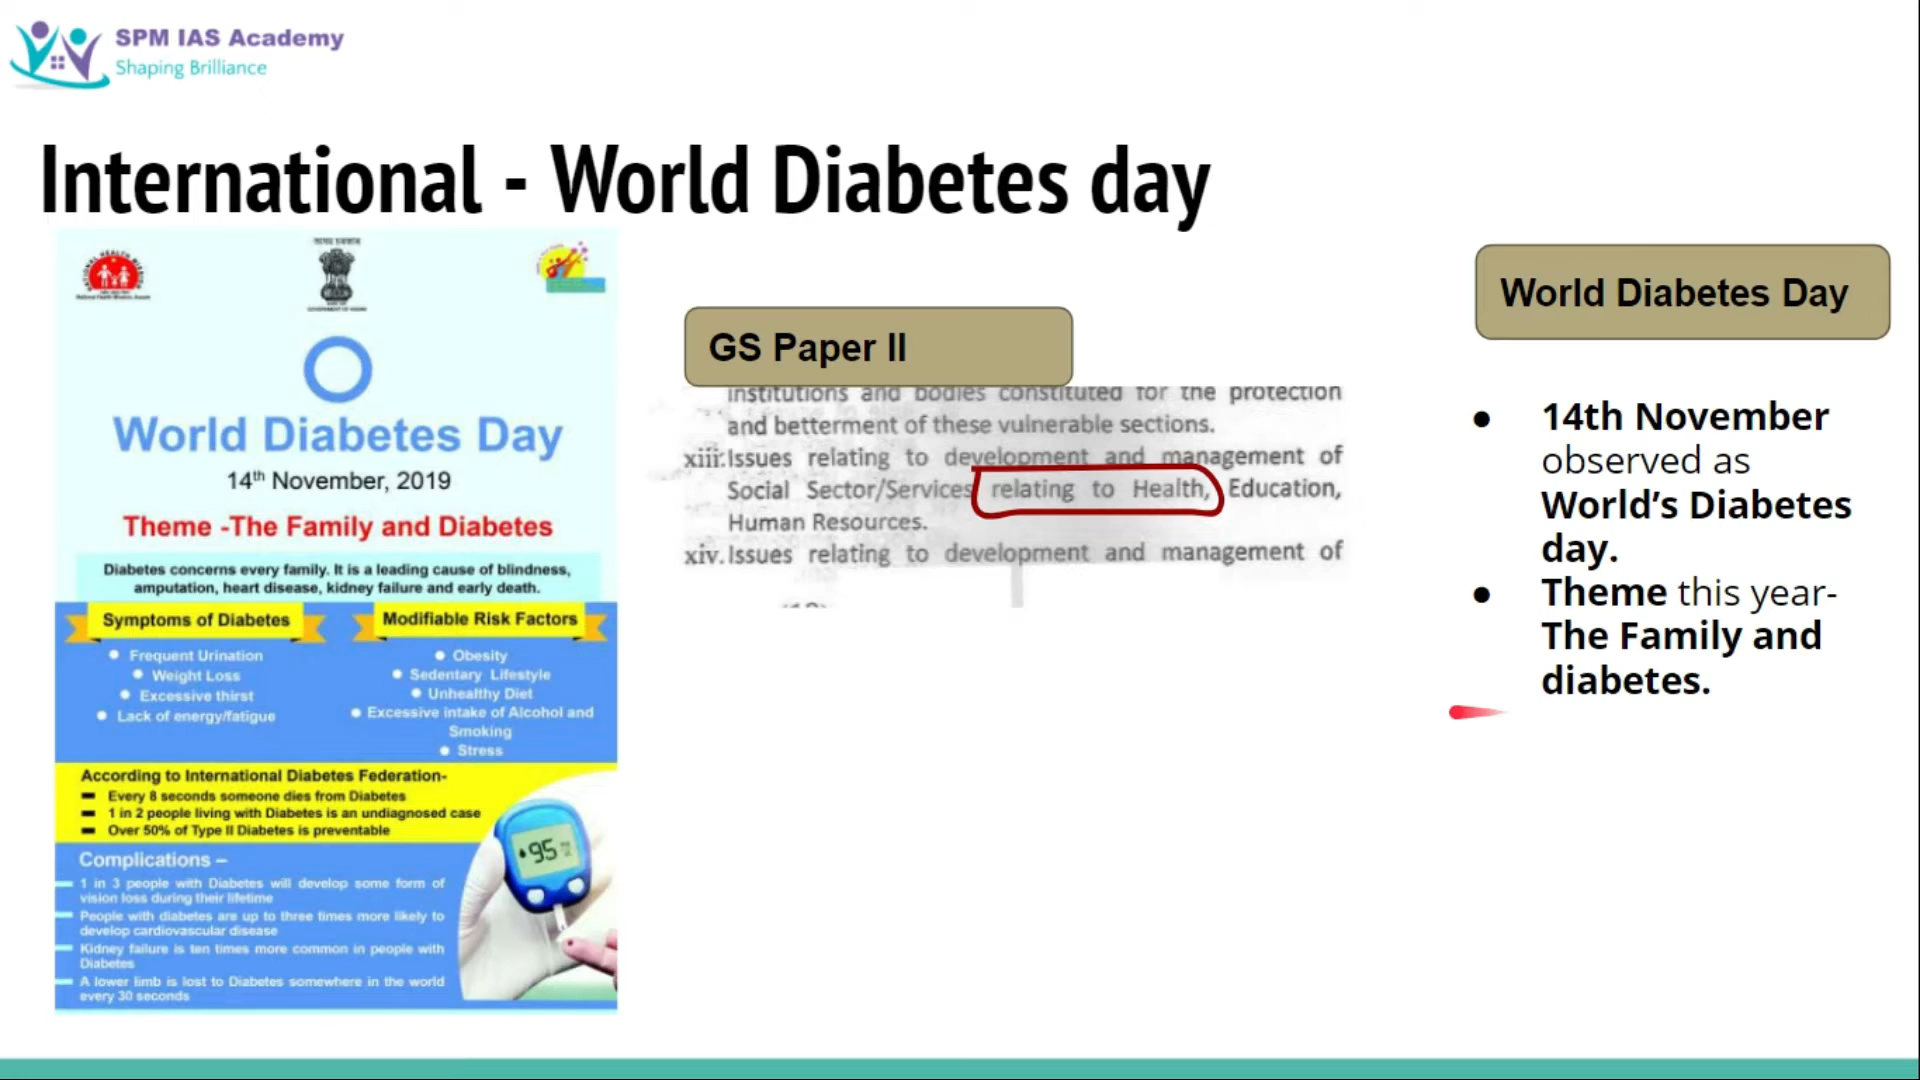 SPM IAS Academy
Shaping Brilliance
International - World Diabetes day
World Diabetes Day
14th November, 2019
Theme -The Family and Diabetes
Diabetes concerns every family. It is a leading cause of blindness,
amputation, heart disease, kidney failure and early death.
Symptoms of Diabetes
Frequent Urination
Weight Loss
Excessive thirst
Lack of energy/fatigue
Modifiable Risk Factors
Obesity
Sedentary Lifestyle
Unhealthy Diet
Excessive intake of Alcohol and
Smoking
Stress
According to International Diabetes Federation-
Every 8 seconds someone dies from Diabetes
1 in 2 people living with Diabetes is an undiagnosed case
Over 50% of Type II Diabetes is preventable
95
Complications –
1 in 3 people with Diabetes will develop some form of
vision loss during their lifetime
People with diabetes are up to three times more likely to
develop cardiovascular disease
Kidney failure is ten times more common in people with
Diabetes
A lower limb is lost to Diabetes somewhere in the world
every 30 seconds
GS Paper II
institutions and bodies constituted for the protection
and betterment of these vulnerable sections.
xiii. Issues relating to development and management of
Social Sector/Services relating to Health, Education,
Human Resources.
xiv. Issues relating to development and management of
World Diabetes Day
● 14th November
observed as
World’s Diabetes
day.
● Theme this year-
The Family and
diabetes.